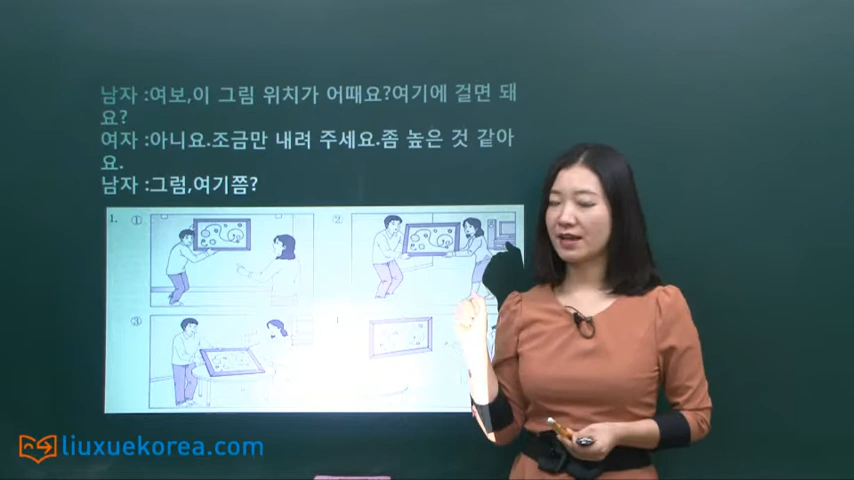 남자 :여보,이 그림 위치가 어때요?여기에 걸면 돼
요?
여자 :아니요.조금만 내려 주세요.좀 높은 것 같아
요.
남자 :그럼,여기쯤?
1. ① ②
③
liuxuekorea.com